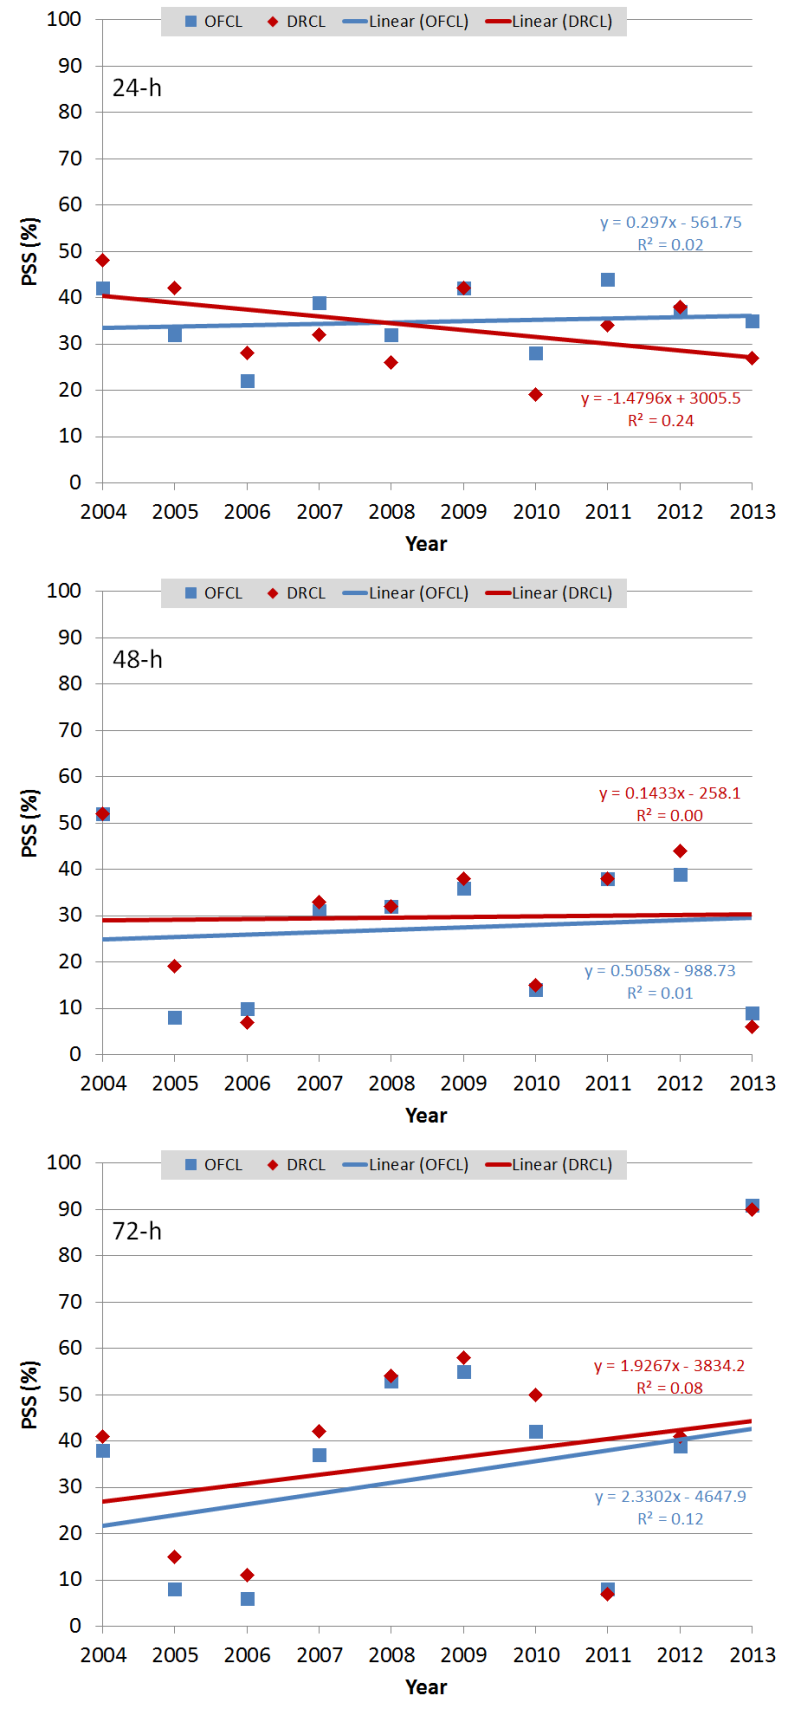 OFCL DRCL Linear (OFCL) Linear (DRCL)
24-h
PSS (%)
100
90
80
70
60
50
40
30
20
10
0
y = 0.297x - 561.75
R² = 0.02
y = -1.4796x + 3005.5
R² = 0.24
2004 2005 2006 2007 2008 2009 2010 2011 2012 2013
Year
OFCL DRCL Linear (OFCL) Linear (DRCL)
48-h
PSS (%)
100
90
80
70
60
50
40
30
20
10
0
y = 0.1433x - 258.1
R² = 0.00
y = 0.5058x - 988.73
R² = 0.01
2004 2005 2006 2007 2008 2009 2010 2011 2012 2013
Year
OFCL DRCL Linear (OFCL) Linear (DRCL)
72-h
PSS (%)
100
90
80
70
60
50
40
30
20
10
0
y = 1.9267x - 3834.2
R² = 0.08
y = 2.3302x - 4647.9
R² = 0.12
2004 2005 2006 2007 2008 2009 2010 2011 2012 2013
Year